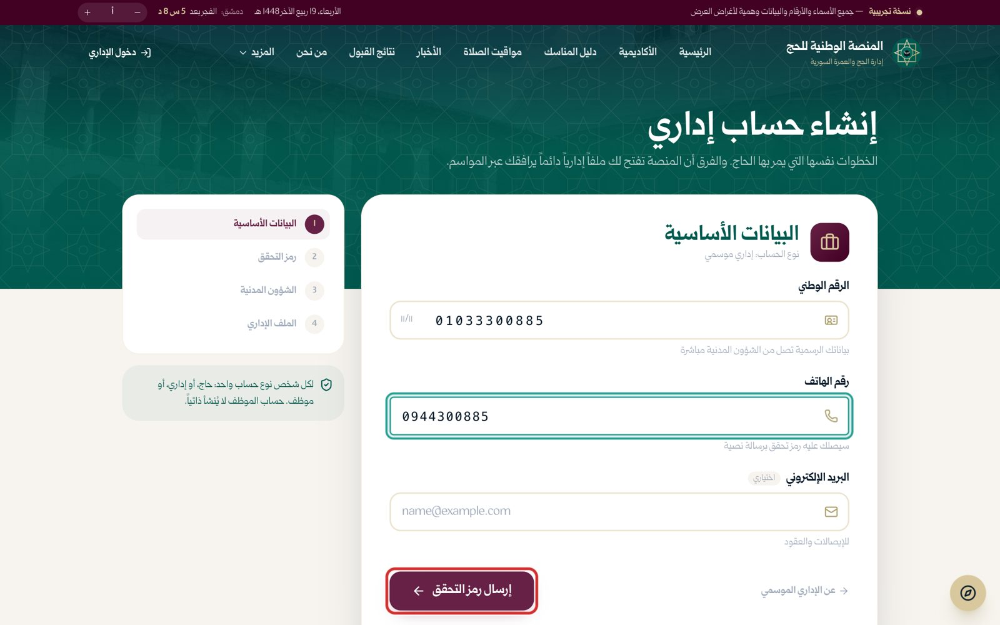 نسخة تجريبية — جميع الأسماء والأرقام والبيانات وهمية لأغراض العرض
الأربعاء، 19 ربيع الآخر 1448 هـ دمشق: الفجر بعد 5 س 8 د
− أ +
المنصة الوطنية للحج
إدارة الحج والعمرة السورية
الرئيسية الأكاديمية دليل المناسك مواقيت الصلاة الأخبار نتائج القبول من نحن المزيد
دخول الإداري
إنشاء حساب إداري
الخطوات نفسها التي يمر بها الحاج. والفرق أن المنصة تفتح لك ملفاً إدارياً دائماً يرافقك عبر المواسم.
البيانات الأساسية
نوع الحساب: إداري موسمي
الرقم الوطني
01033300885 11/11
بياناتك الرسمية تصل من الشؤون المدنية مباشرة
رقم الهاتف
0944300885
سيصلك عليه رمز تحقق برسالة نصية
البريد الإلكتروني اختياري
name@example.com
للإيصالات والعقود
عن الإداري الموسمي
إرسال رمز التحقق
1 البيانات الأساسية
2 رمز التحقق
3 الشؤون المدنية
4 الملف الإداري
لكل شخص نوع حساب واحد: حاج، أو إداري، أو
موظف. حساب الموظف لا يُنشأ ذاتياً.